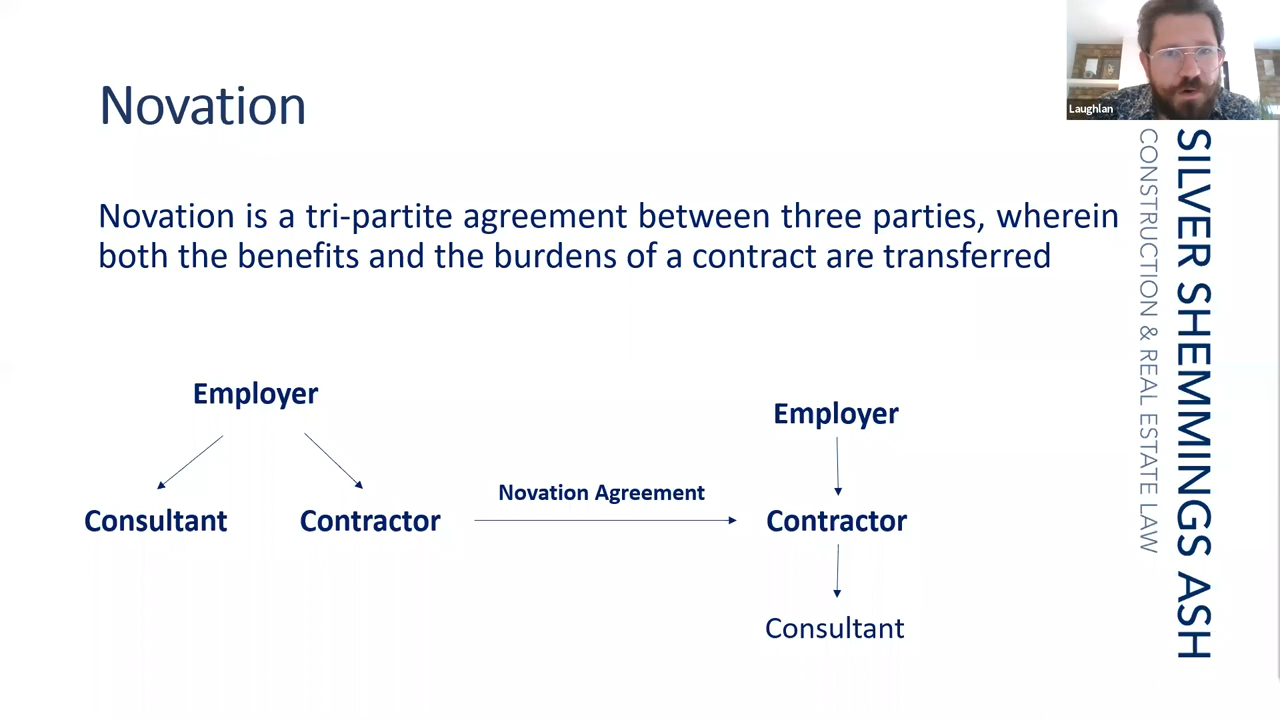 Novation
Laughlan
Novation is a tri-partite agreement between three parties, wherein
both the benefits and the burdens of a contract are transferred
Employer
Consultant
Contractor
Novation Agreement
Employer
Contractor
Consultant
SILVER SHEMMINGS ASH
CONSTRUCTION & REAL ESTATE LAW